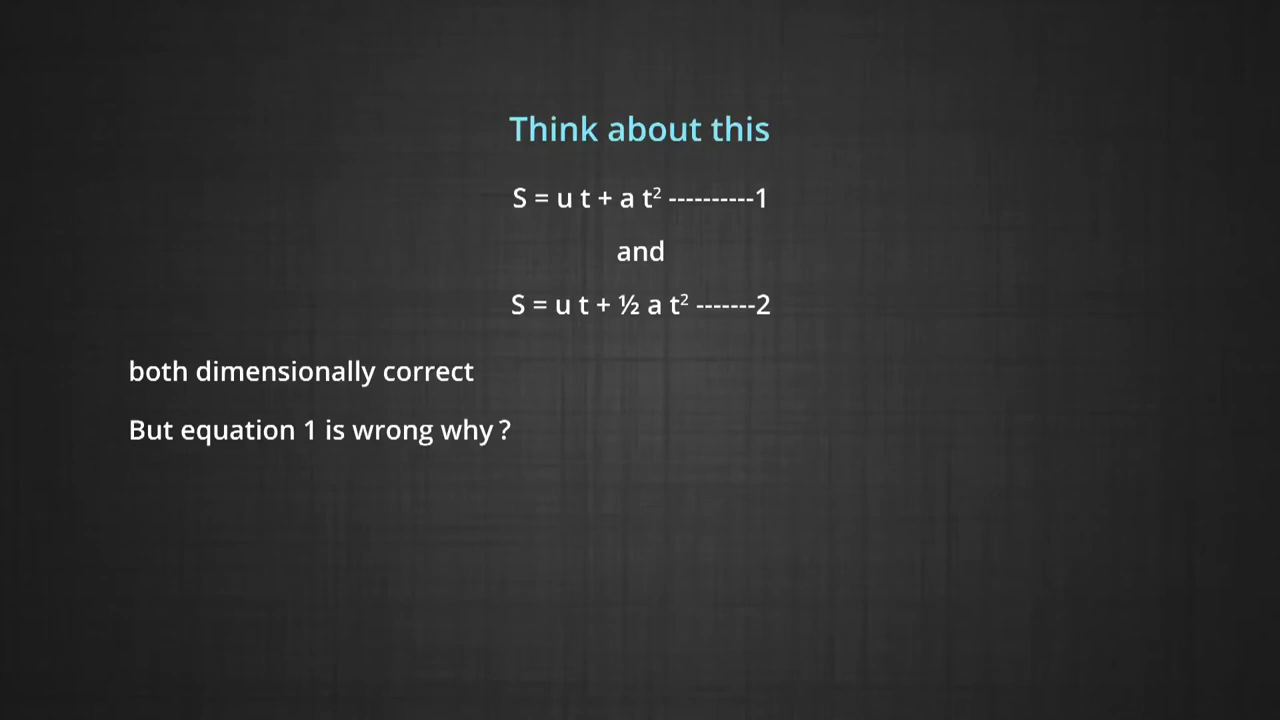 Think about this
S = u t + a t² ----------1
and
S = u t + ½ a t² -------2
both dimensionally correct
But equation 1 is wrong why ?